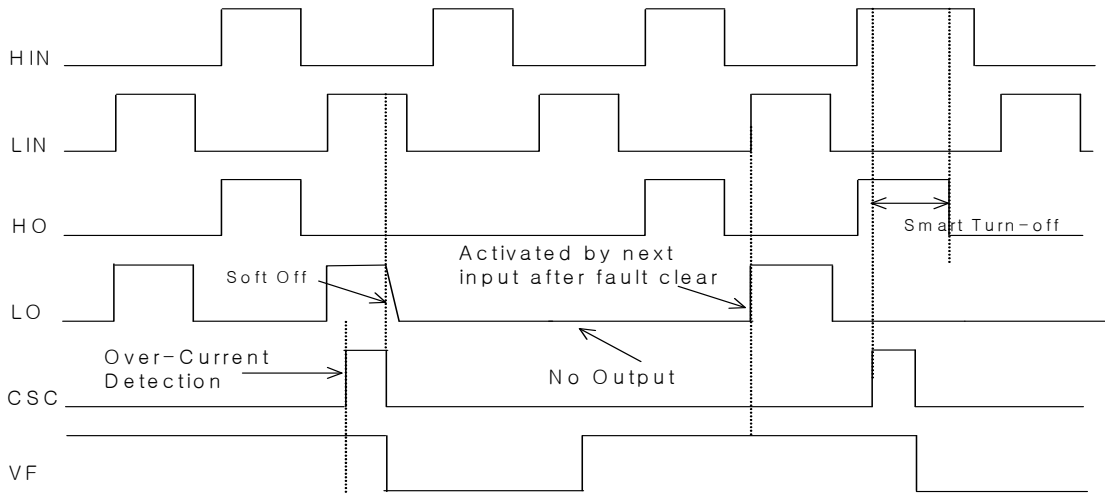 HIN
LIN
HO
Smart Turn-off
Activated by next
input after fault clear
Soft Off
LO
Over-Current
Detection
No Output
CSC
VF